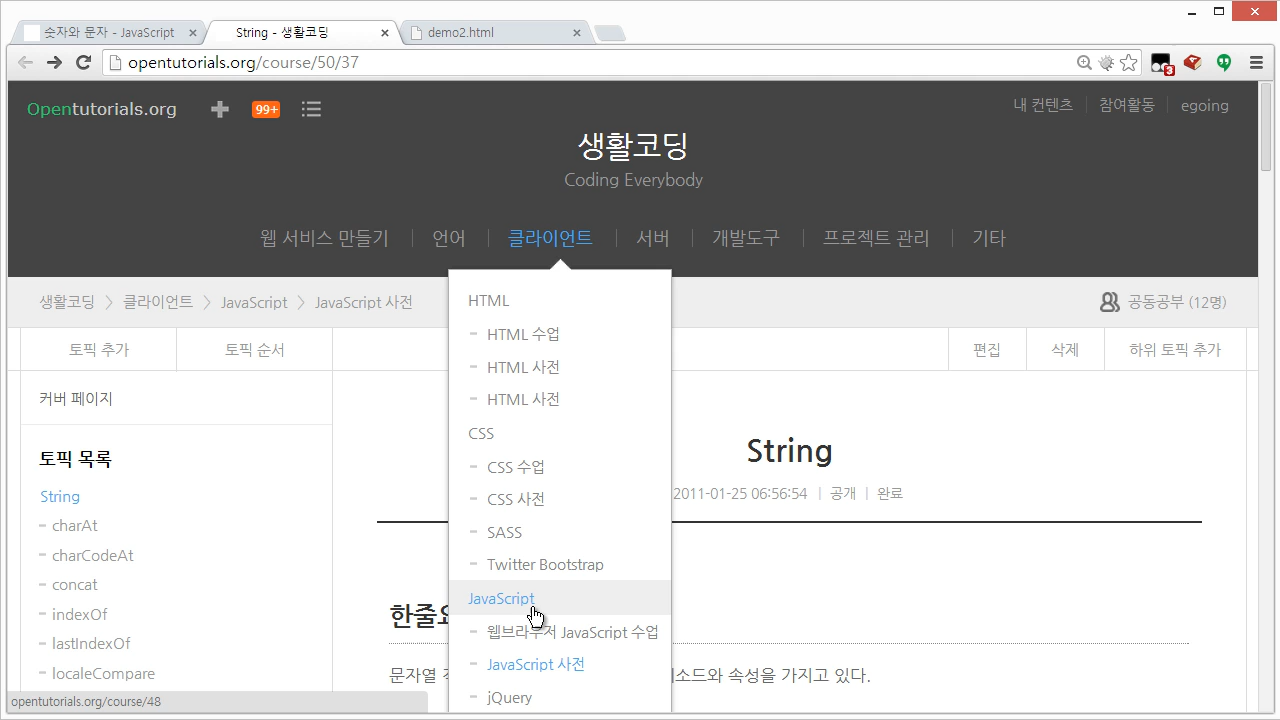 숫자와 문자 - JavaScript
String - 생활코딩
demo2.html
opentutorials.org/course/50/37
3
Opentutorials.org
99+
내 컨텐츠
참여활동
egoing
생활코딩
Coding Everybody
웹 서비스 만들기
언어
클라이언트
서버
개발도구
프로젝트 관리
기타
생활코딩 > 클라이언트 > JavaScript > JavaScript 사전
공동공부 (12명)
토픽 추가
토픽 순서
편집
삭제
하위 토픽 추가
커버 페이지
토픽 목록
String
charAt
charCodeAt
concat
indexOf
lastIndexOf
localeCompare
HTML
HTML 수업
HTML 사전
HTML 사전
CSS
CSS 수업
CSS 사전
SASS
Twitter Bootstrap
JavaScript
웹브라우저 JavaScript 수업
JavaScript 사전
jQuery
String
2011-01-25 06:56:54 | 공개 | 완료
한줄
문자열 소드와 속성을 가지고 있다.
opentutorials.org/course/48